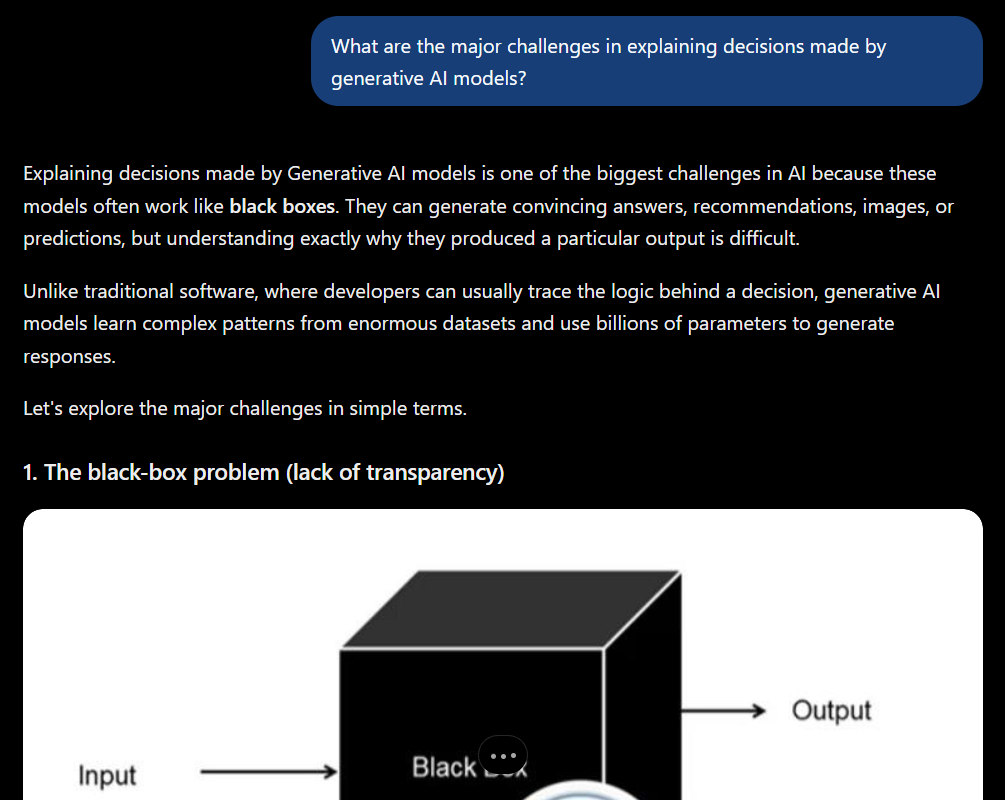 What are the major challenges in explaining decisions made by
generative AI models?
Explaining decisions made by Generative AI models is one of the biggest challenges in AI because these
models often work like black boxes. They can generate convincing answers, recommendations, images, or
predictions, but understanding exactly why they produced a particular output is difficult.
Unlike traditional software, where developers can usually trace the logic behind a decision, generative AI
models learn complex patterns from enormous datasets and use billions of parameters to generate
responses.
Let's explore the major challenges in simple terms.
1. The black-box problem (lack of transparency)
Output
Black
Input